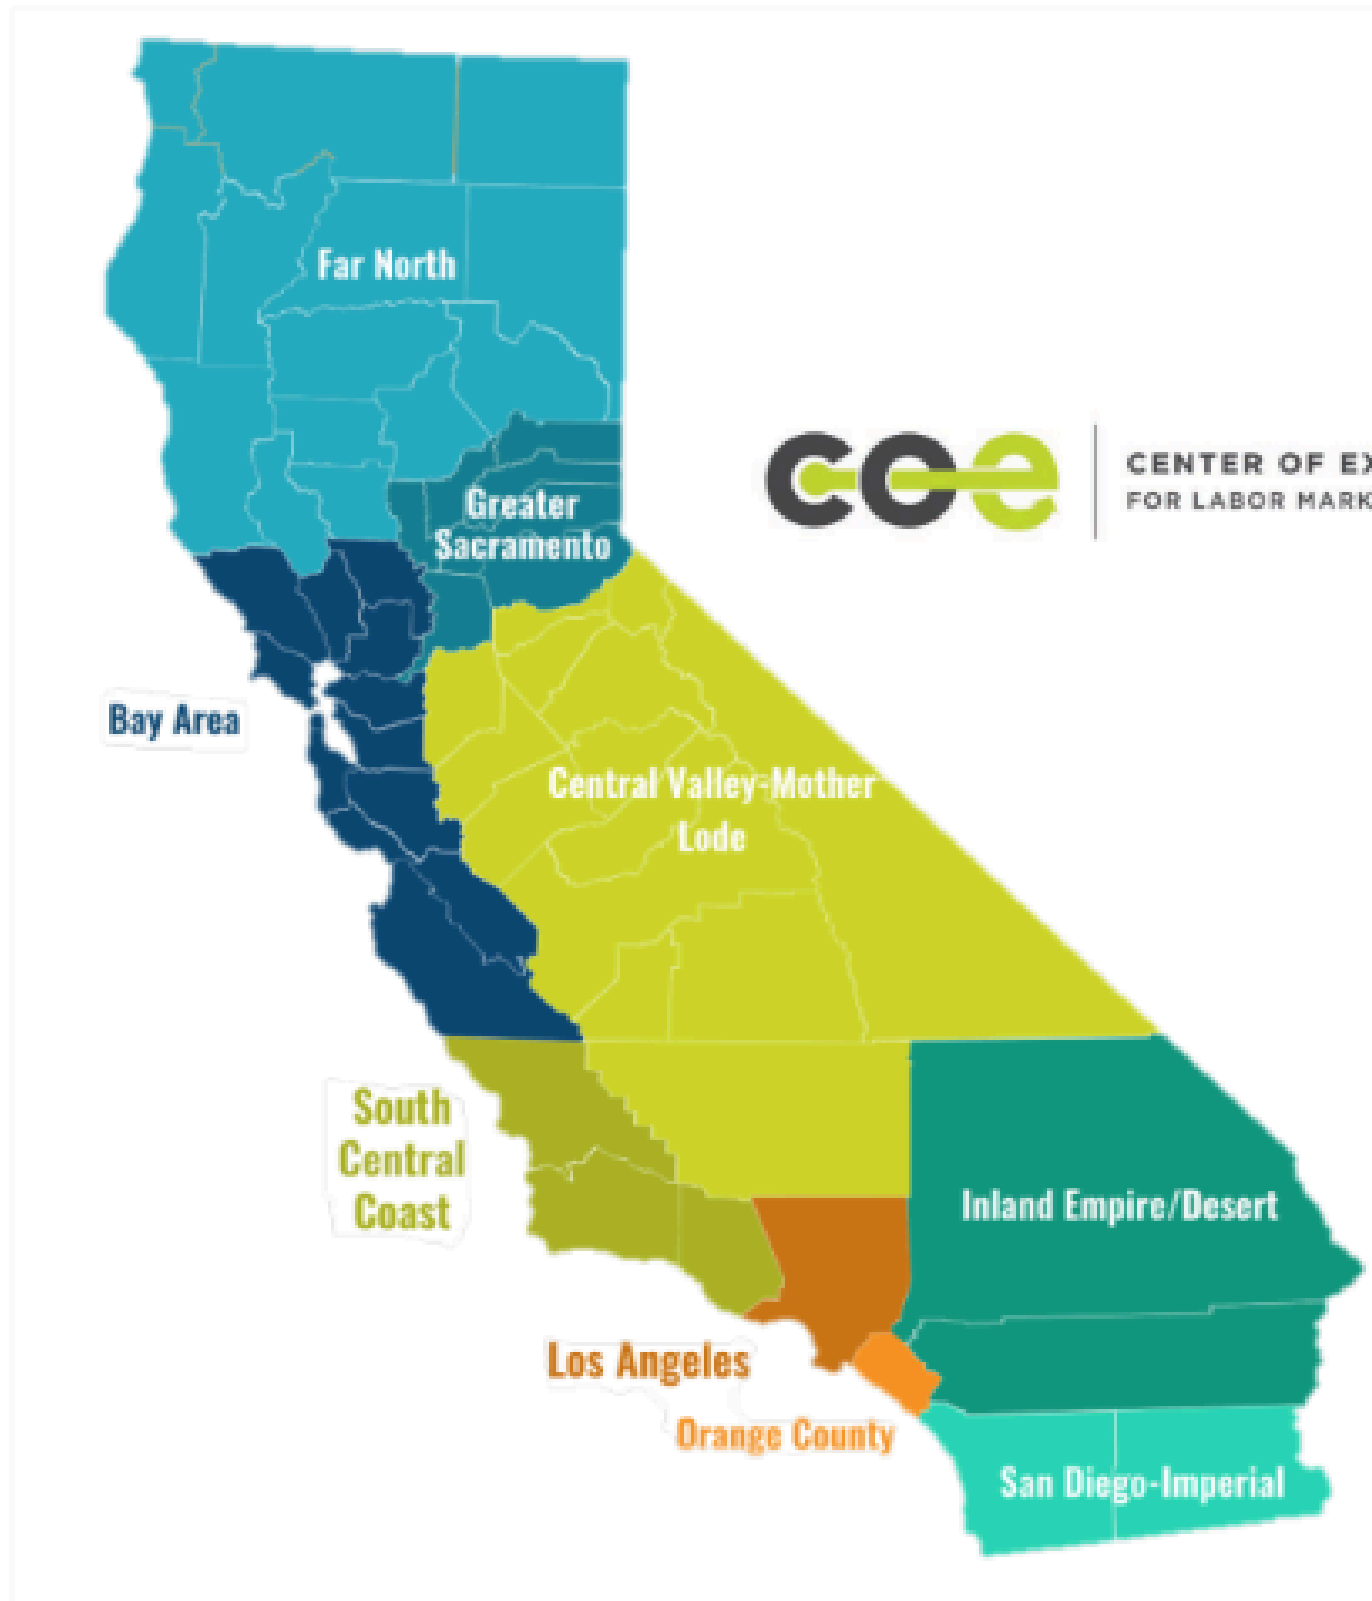 Far North
coe
CENTER OF EX
FOR LABOR MARK
Greater
Sacramento
Bay Area
Central Valley-Mother
Lode
South
Central
Coast
Inland Empire/Desert
Los Angeles
Orange County
San Diego-Imperial